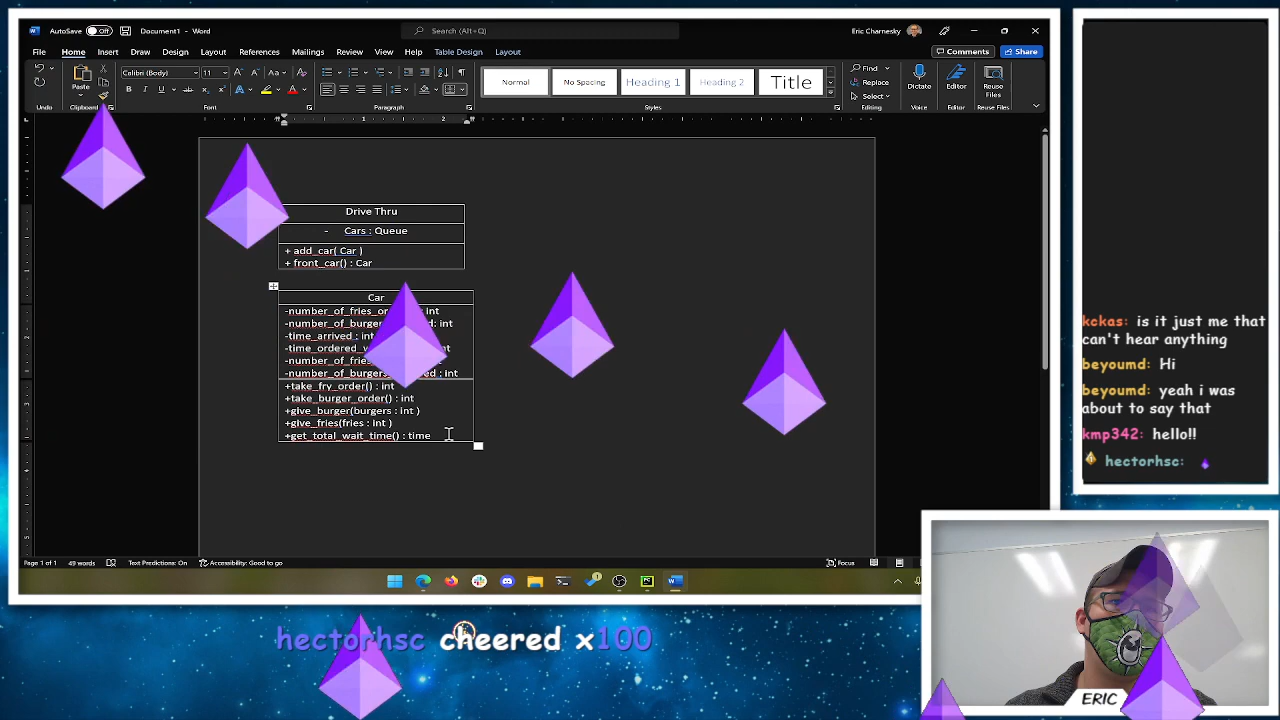 AutoSave Off Document1 - Word Search (Alt+Q) Eric Charnesky
File Home Insert Draw Design Layout References Mailings Review View Help Table Design Layout Comments Share
Paste Calibri (Body) 11 Normal No Spacing Heading 1 Heading 2 Title Find Replace Select Dictate Editor Reuse Files
Undo Clipboard Font Paragraph Styles Editing Voice Editor Reuse Files
Drive Thru
- Cars : Queue
+ add_car( Car )
+ front_car() : Car
Car
-number_of_fries_or int
-number_of_burger d: int
-time_arrived : int
-time_ordered_ int
-number_of_fries
-number_of_burgers ed : int
+take_fry_order() : int
+take_burger_order() : int
+give_burger(burgers : int )
+give_fries(fries : Int )
+get_total_wait_time() : time
Page 1 of 1 49 words Text Predictions: On Accessibility: Good to go Focus
kckas: is it just me that
can't hear anything
beyoumd: Hi
beyoumd: yeah i was
about to say that
kmp342: hello!!
hectorhsc:
hectorhsc cheered x100
ERIC